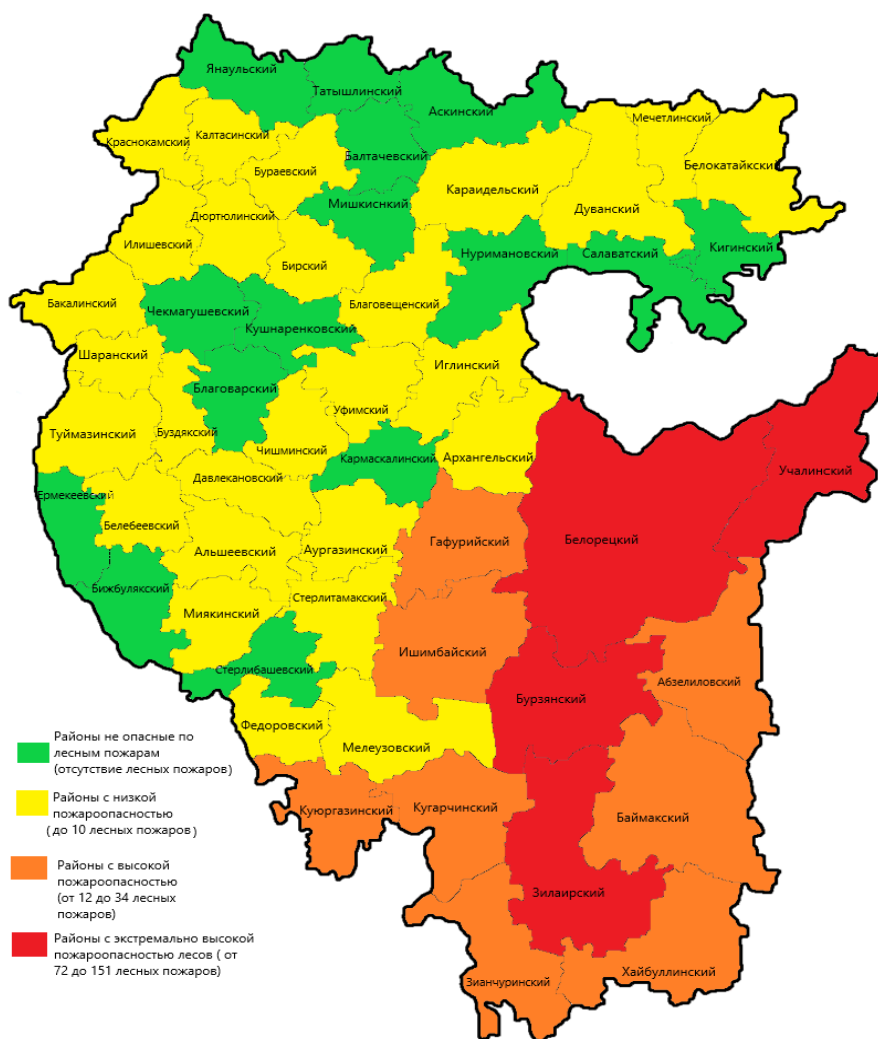 Янаульский
Татышлинский
Аскинский
Мечетлинский
Краснокамский
Калтасинский
Балтачевский
Белокатайкский
Бураевский
Караидельский
Мишкиснкий
Дуванский
Дюртюлинский
Илишевский
Нуримановский
Салаватский
Кигинский
Бирский
Бакалинский
Чекмагушевский
Благовещенский
Кушнаренковский
Шаранский
Иглинский
Благоварский
Уфимский
Туймазинский
Буздякский
Чишминский
Кармаскалинский
Архангельский
Учалинский
Давлекановский
Ермекеевский
Белебеевский
Гафурийский
Белорецкий
Альшеевский
Аургазинский
Бижбулякский
Стерлитамакский
Миякинский
Ишимбайский
Стерлибашевский
Абзелиловский
Бурзянский
Федоровский
Мелеузовский
Куюргазинский
Кугарчинский
Баймакский
Зилаирский
Зианчуринский
Хайбуллинский
Районы не опасные по
лесным пожарам
(отсутствие лесных пожаров)
Районы с низкой
пожароопасностью
( до 10 лесных пожаров)
Районы с высокой
пожароопасностью
(от 12 до 34 лесных
пожаров)
Районы с экстремально высокой
пожароопасностью лесов ( от
72 до 151 лесных пожаров)